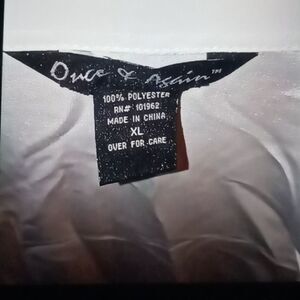 Once & Again™
100% POLYESTER
RN# 101962
MADE IN CHINA
XL
OVER FOR CARE